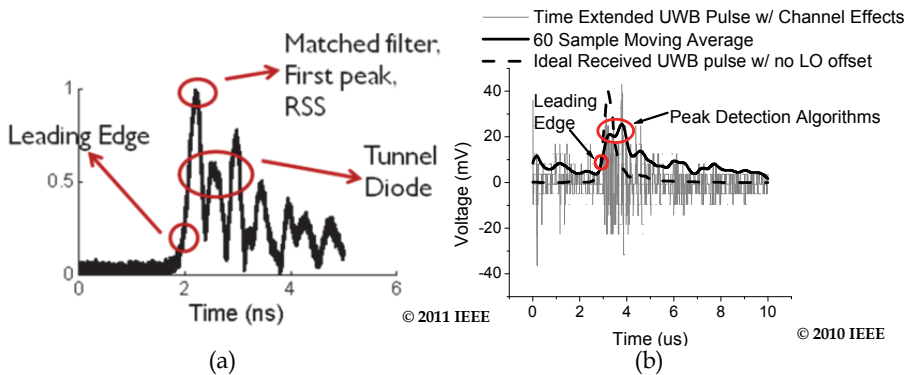 Matched filter,
First peak,
RSS
Leading Edge
Tunnel
Diode
1
0.5
0
0 2 4 6
Time (ns)
© 2011 IEEE
(a)
Time Extended UWB Pulse w/ Channel Effects
60 Sample Moving Average
Ideal Received UWB pulse w/ no LO offset
Leading
Edge
Peak Detection Algorithms
Voltage (mV)
40
20
0
-20
-40
0 2 4 6 8 10
Time (us)
© 2010 IEEE
(b)